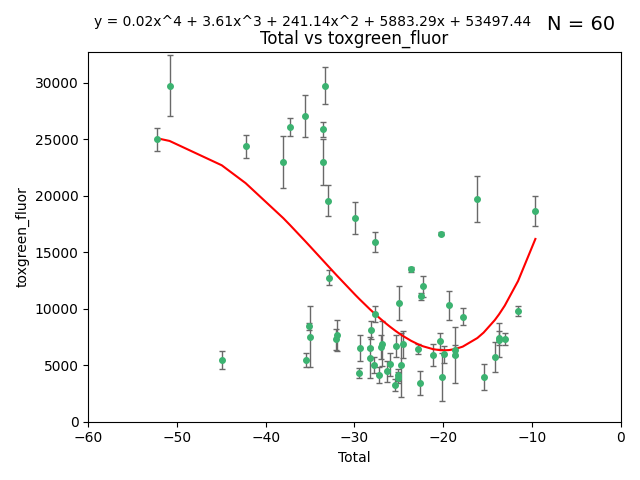 y = 0.02x^4 + 3.61x^3 + 241.14x^2 + 5883.29x + 53497.44 N = 60
Total vs toxgreen_fluor
30000
25000
20000
15000
10000
5000
0
toxgreen_fluor
−60 −50 −40 −30 −20 −10 0
Total